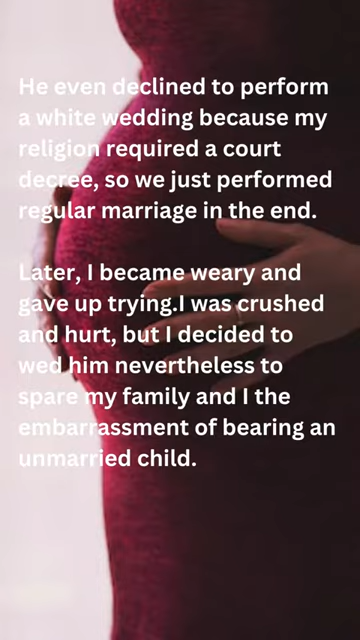 He even declined to perform
a white wedding because my
religion required a court
decree, so we just performed
regular marriage in the end.
Later, I became weary and
gave up trying.I was crushed
and hurt, but I decided to
wed him nevertheless to
spare my family and I the
embarrassment of bearing an
unmarried child.